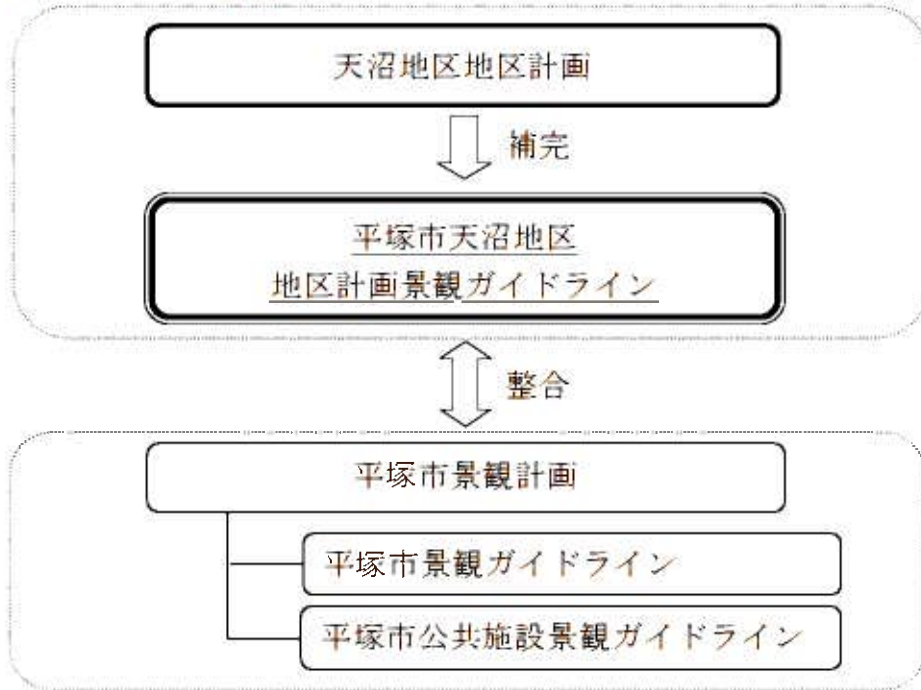 天沼地区地区計画
補完
平塚市天沼地区
地区計画景観ガイドライン
整合
平塚市景観計画
平塚市景観ガイドライン
平塚市公共施設景観ガイドライン